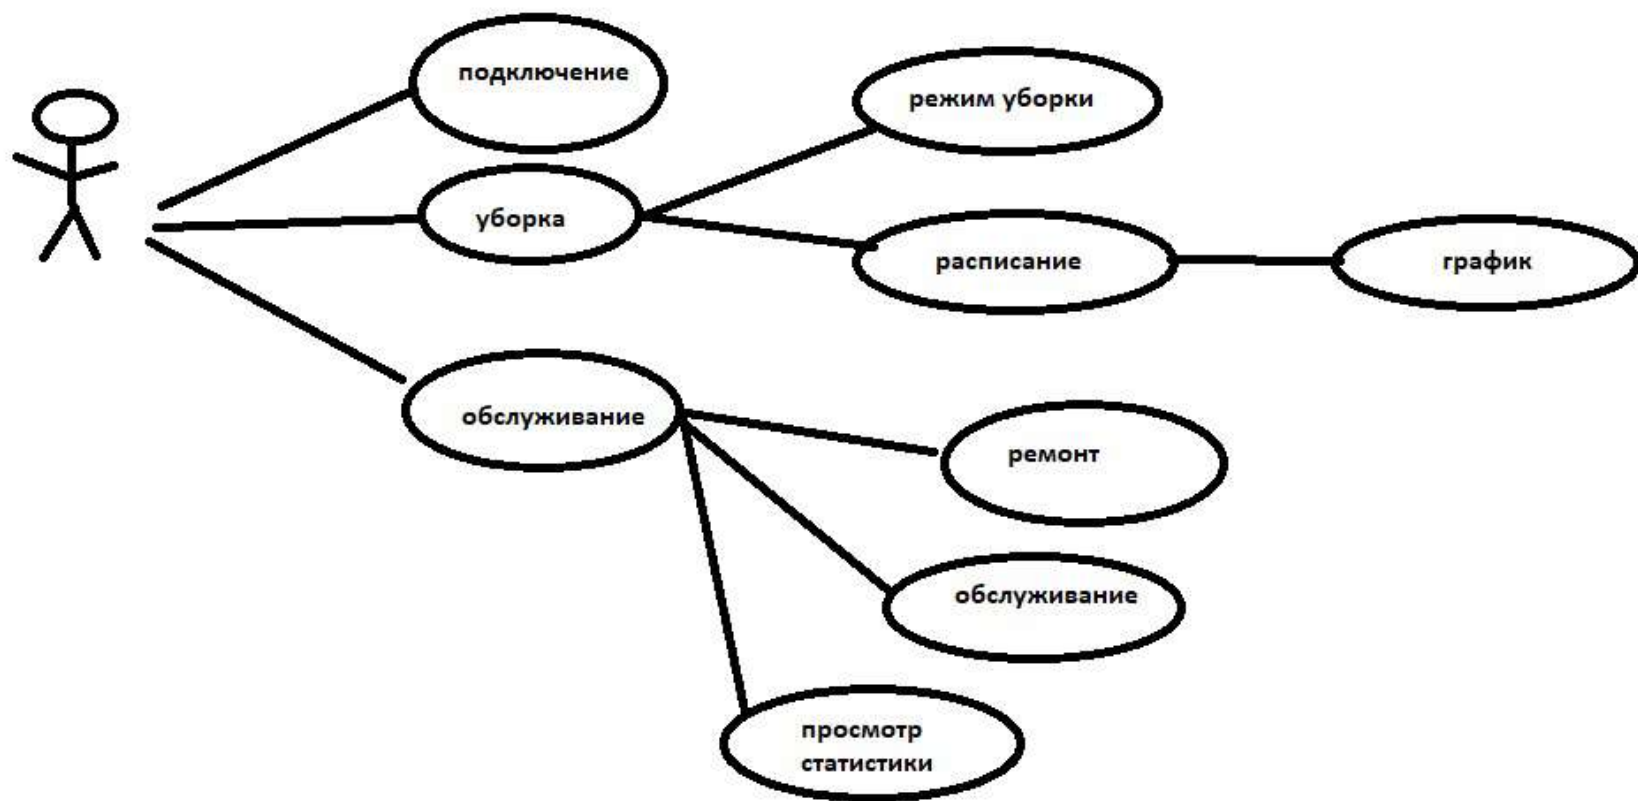 подключение
режим уборки
уборка
расписание
график
обслуживание
ремонт
обслуживание
просмотр
статистики